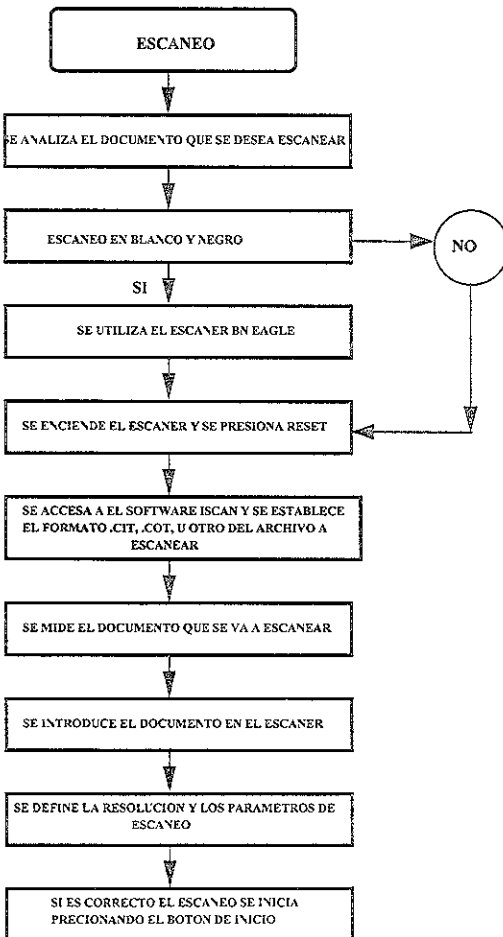 ESCANEO
SE ANALIZA EL DOCUMENTO QUE SE DESEA ESCANEAR
ESCANEO EN BLANCO Y NEGRO
NO
SI
SE UTILIZA EL ESCANER BN EAGLE
SE ENCIENDE EL ESCANER Y SE PRESIONA RESET
SE ACCESA A EL SOFTWARE ISCAN Y SE ESTABLECE
EL FORMATO .CIT, .COT, U OTRO DEL ARCHIVO A
ESCANEAR
SE MIDE EL DOCUMENTO QUE SE VA A ESCANEAR
SE INTRODUCE EL DOCUMENTO EN EL ESCANER
SE DEFINE LA RESOLUCION Y LOS PARAMETROS DE
ESCANEO
SI ES CORRECTO EL ESCANEO SE INICIA
PRECIONANDO EL BOTON DE INICIO